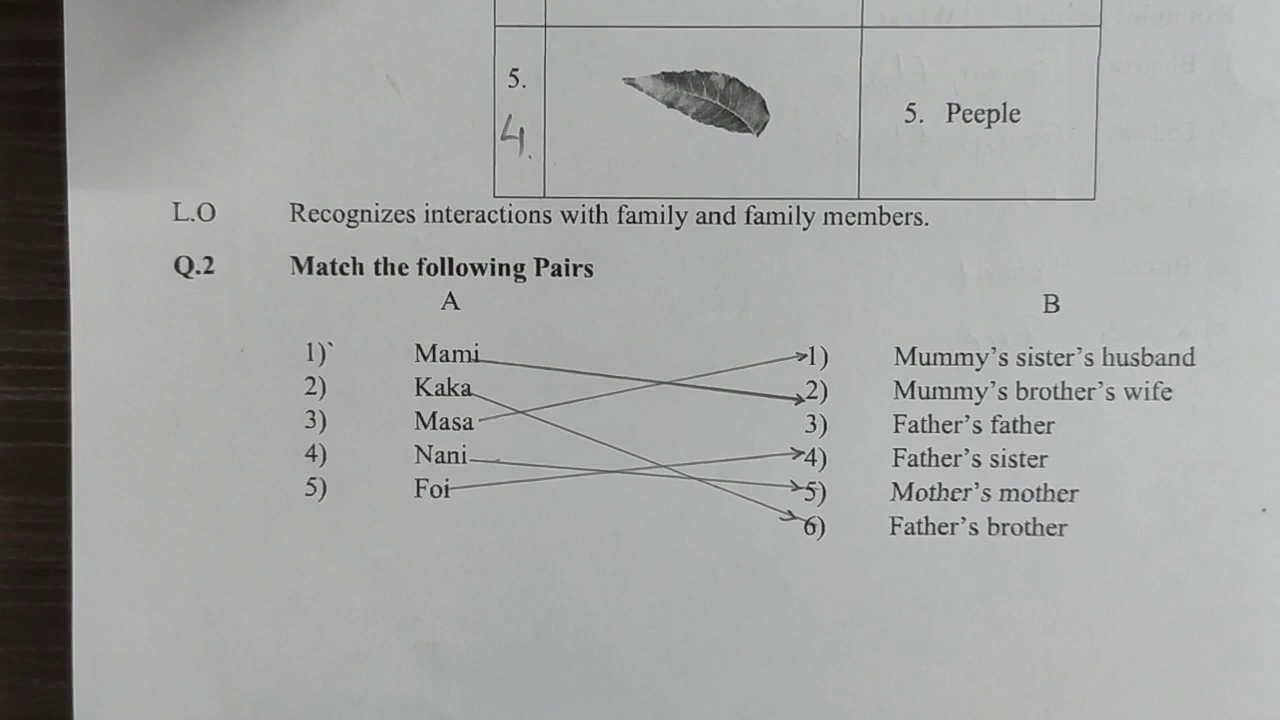 5.
4.
5. Peeple
L.O Recognizes interactions with family and family members.
Q.2 Match the following Pairs
A B
1)` Mami 1) Mummy's sister's husband
2) Kaka 2) Mummy's brother's wife
3) Masa 3) Father's father
4) Nani 4) Father's sister
5) Foi 5) Mother's mother
6) Father's brother